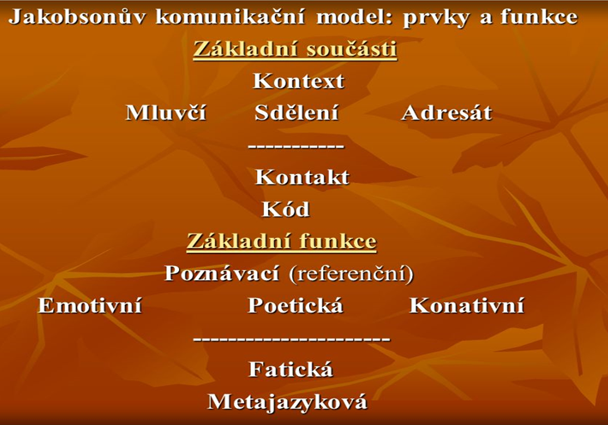 Jakobsonův komunikační model: prvky a funkce
Základní součásti
Kontext
Mluvčí Sdělení Adresát
-----------
Kontakt
Kód
Základní funkce
Poznávací (referenční)
Emotivní Poetická Konativní
----------------------
Fatická
Metajazyková